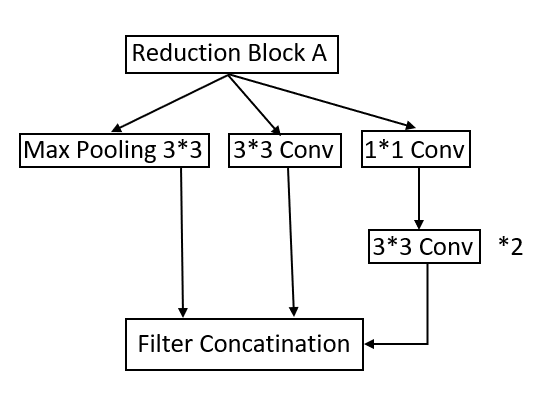 Reduction Block A
Max Pooling 3*3
3*3 Conv
1*1 Conv
3*3 Conv
*2
Filter Concatination